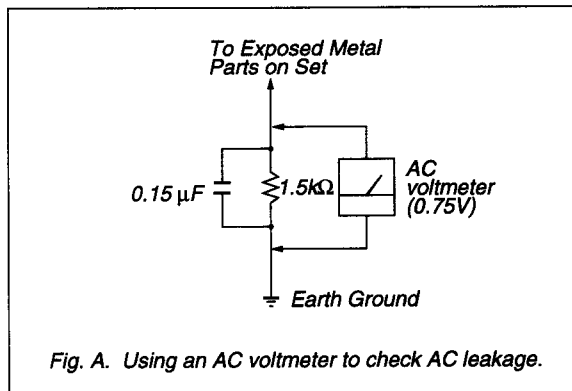 To Exposed Metal
Parts on Set
0.15 µF
1.5kΩ
AC
voltmeter
(0.75V)
Earth Ground
Fig. A. Using an AC voltmeter to check AC leakage.